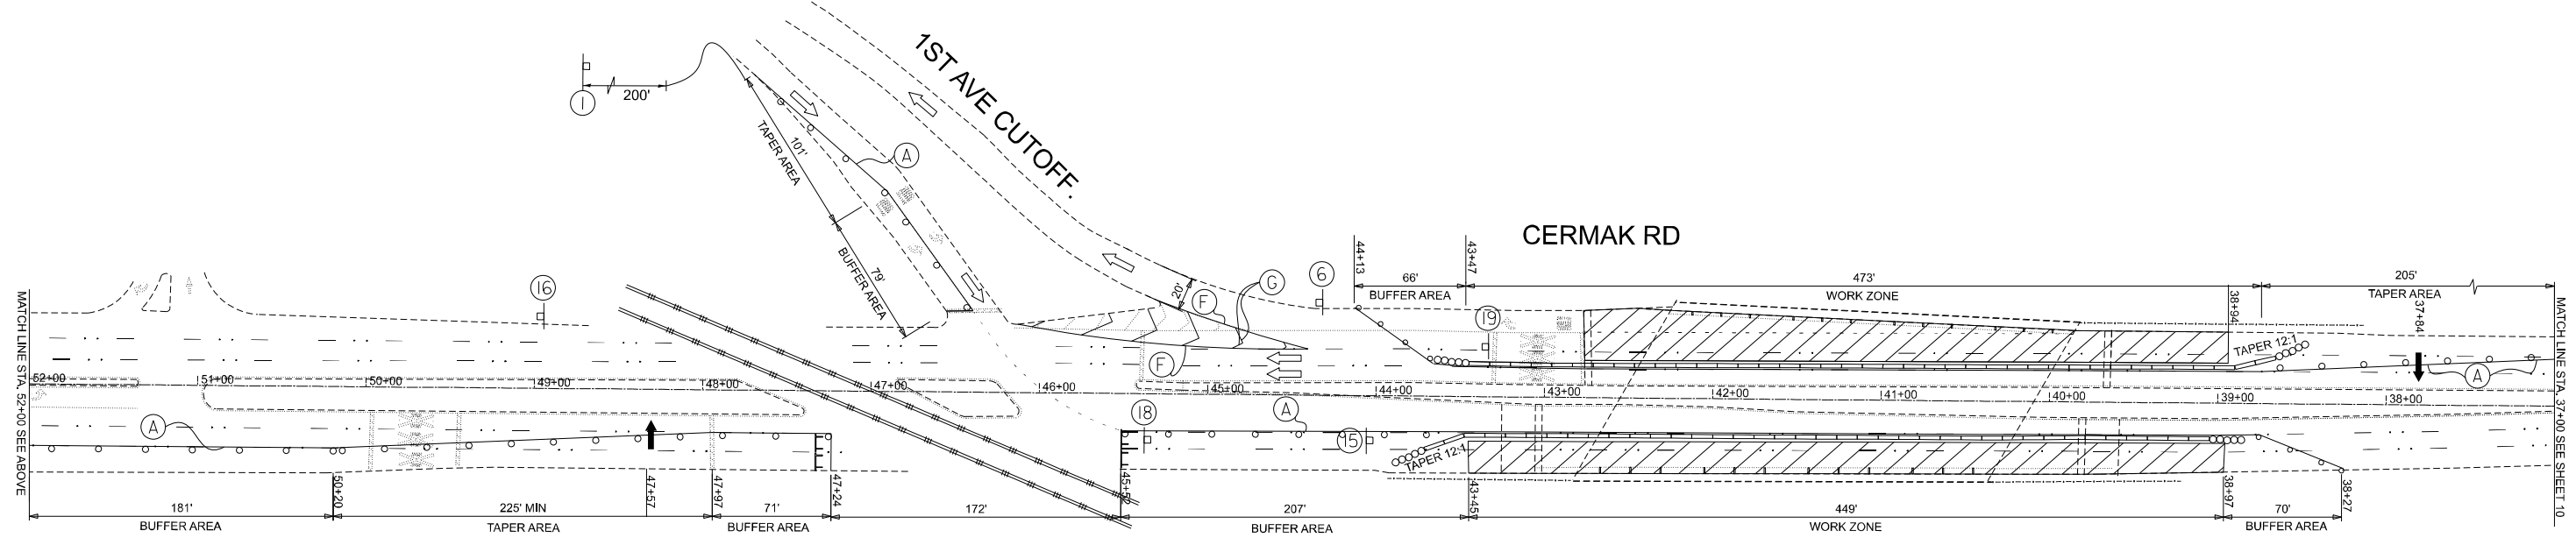 1ST AVE CUTOFF.
CERMAK RD
1
200'
101'
TAPER AREA
A
79'
BUFFER AREA
20'
F
F
G
6
16
19
44+13
66'
BUFFER AREA
43+47
473'
WORK ZONE
38+94
205'
TAPER AREA
37+84
TAPER 12:1
A
MATCH LINE STA. 52+00 SEE ABOVE
52+00
51+00
50+00
49+00
48+00
47+00
46+00
45+00
44+00
43+00
42+00
41+00
40+00
39+00
38+00
MATCH LINE STA. 37+00 SEE SHEET 10
A
18
A
15
TAPER 12:1
181'
BUFFER AREA
50+20
225' MIN
TAPER AREA
47+57
47+97
71'
BUFFER AREA
47+24
172'
207'
BUFFER AREA
43+45
449'
WORK ZONE
38+97
70'
BUFFER AREA
38+27